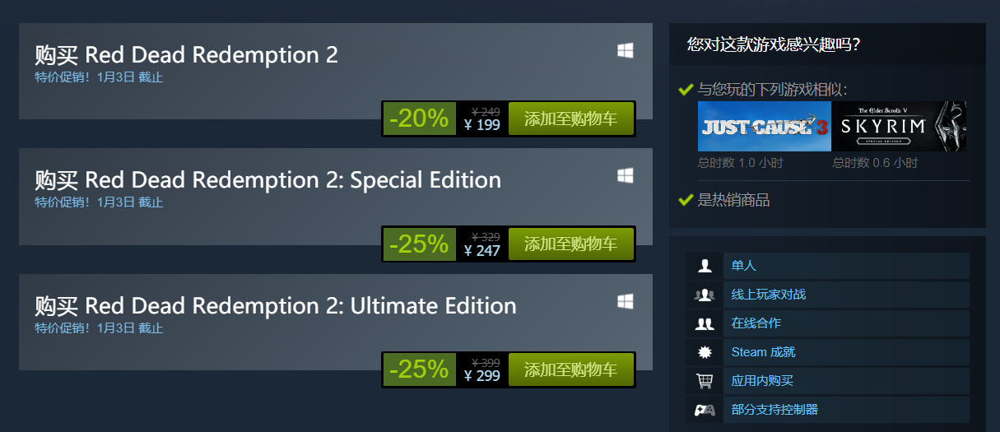 购买 Red Dead Redemption 2
特价促销！1月3日 截止
-20%
¥ 249
¥ 199
添加至购物车
购买 Red Dead Redemption 2: Special Edition
特价促销！1月3日 截止
-25%
¥ 329
¥ 247
添加至购物车
购买 Red Dead Redemption 2: Ultimate Edition
特价促销！1月3日 截止
-25%
¥ 399
¥ 299
添加至购物车
您对这款游戏感兴趣吗？
与您玩的下列游戏相似：
JUST CAUSE 3
The Elder Scrolls V
SKYRIM
SPECIAL EDITION
总时数 1.0 小时
总时数 0.6 小时
是热销商品
单人
线上玩家对战
在线合作
Steam 成就
应用内购买
部分支持控制器